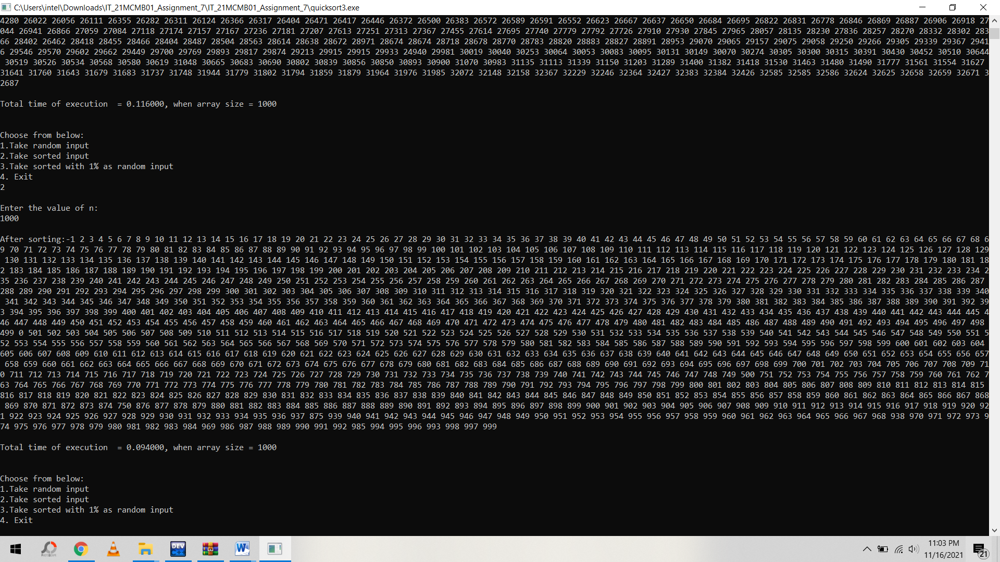 C:\Users\intel\Downloads\IT_21MCMB01_Assignment_7\IT_21MCMB01_Assignment_7\quicksort3.exe
4280 26022 26056 26111 26355 26282 26311 26124 26366 26317 26404 26471 26417 26446 26372 26500 26383 26572 26589 26591 26552 26623 26667 26637 26650 26684 26695 26822 26831 26778 26846 26869 26887 26906 26918 27
044 26941 26866 27059 27084 27118 27174 27157 27167 27236 27181 27207 27613 27251 27313 27367 27455 27614 27695 27740 27779 27792 27726 27910 27930 27845 27965 28057 28135 28230 27836 28257 28270 28332 28302 283
66 28402 26462 28418 28455 28466 28404 28487 28504 28563 28614 28638 28672 28971 28674 28674 28718 28678 28770 28783 28820 28883 28827 28891 28953 29070 29065 29157 29075 29058 29250 29266 29305 29339 29367 2941
6 29546 29570 29602 29662 29449 29700 29769 29893 29817 29874 29213 29915 29915 29933 24940 29981 30019 30040 30253 30064 30053 30083 30095 30131 30149 30070 30274 30305 30300 30315 30391 30430 30452 30510 30644
30519 30526 30534 30568 30580 30619 31048 30665 30683 30690 30802 30839 30856 30850 30893 30900 31070 30983 31135 31113 31339 31150 31203 31289 31400 31382 31418 31530 31463 31480 31490 31777 31561 31554 31627
31641 31760 31643 31679 31683 31737 31748 31944 31779 31802 31794 31859 31879 31964 31976 31985 32072 32148 32158 32367 32229 32246 32364 32427 32383 32384 32426 32585 32585 32586 32624 32625 32658 32659 32671 3
2687
Total time of execution  = 0.116000, when array size = 1000
Choose from below:
1.Take random input
2.Take sorted input
3.Take sorted with 1% as random input
4. Exit
2
Enter the value of n:
1000
After sorting:-1 2 3 4 5 6 7 8 9 10 11 12 13 14 15 16 17 18 19 20 21 22 23 24 25 26 27 28 29 30 31 32 33 34 35 36 37 38 39 40 41 42 43 44 45 46 47 48 49 50 51 52 53 54 55 56 57 58 59 60 61 62 63 64 65 66 67 68 6
9 70 71 72 73 74 75 76 77 78 79 80 81 82 83 84 85 86 87 88 89 90 91 92 93 94 95 96 97 98 99 100 101 102 103 104 105 106 107 108 109 110 111 112 113 114 115 116 117 118 119 120 121 122 123 124 125 126 127 128 129
130 131 132 133 134 135 136 137 138 139 140 141 142 143 144 145 146 147 148 149 150 151 152 153 154 155 156 157 158 159 160 161 162 163 164 165 166 167 168 169 170 171 172 173 174 175 176 177 178 179 180 181 18
2 183 184 185 186 187 188 189 190 191 192 193 194 195 196 197 198 199 200 201 202 203 204 205 206 207 208 209 210 211 212 213 214 215 216 217 218 219 220 221 222 223 224 225 226 227 228 229 230 231 232 233 234 2
35 236 237 238 239 240 241 242 243 244 245 246 247 248 249 250 251 252 253 254 255 256 257 258 259 260 261 262 263 264 265 266 267 268 269 270 271 272 273 274 275 276 277 278 279 280 281 282 283 284 285 286 287
288 289 290 291 292 293 294 295 296 297 298 299 300 301 302 303 304 305 306 307 308 309 310 311 312 313 314 315 316 317 318 319 320 321 322 323 324 325 326 327 328 329 330 331 332 333 334 335 336 337 338 339 340
341 342 343 344 345 346 347 348 349 350 351 352 353 354 355 356 357 358 359 360 361 362 363 364 365 366 367 368 369 370 371 372 373 374 375 376 377 378 379 380 381 382 383 384 385 386 387 388 389 390 391 392 39
3 394 395 396 397 398 399 400 401 402 403 404 405 406 407 408 409 410 411 412 413 414 415 416 417 418 419 420 421 422 423 424 425 426 427 428 429 430 431 432 433 434 435 436 437 438 439 440 441 442 443 444 445 4
46 447 448 449 450 451 452 453 454 455 456 457 458 459 460 461 462 463 464 465 466 467 468 469 470 471 472 473 474 475 476 477 478 479 480 481 482 483 484 485 486 487 488 489 490 491 492 493 494 495 496 497 498
499 0 501 502 503 504 505 506 507 508 509 510 511 512 513 514 515 516 517 518 519 520 521 522 523 524 525 526 527 528 529 530 531 532 533 534 535 536 537 538 539 540 541 542 543 544 545 546 547 548 549 550 551 5
52 553 554 555 556 557 558 559 560 561 562 563 564 565 566 567 568 569 570 571 572 573 574 575 576 577 578 579 580 581 582 583 584 585 586 587 588 589 590 591 592 593 594 595 596 597 598 599 600 601 602 603 604
605 606 607 608 609 610 611 612 613 614 615 616 617 618 619 620 621 622 623 624 625 626 627 628 629 630 631 632 633 634 635 636 637 638 639 640 641 642 643 644 645 646 647 648 649 650 651 652 653 654 655 656 657
658 659 660 661 662 663 664 665 666 667 668 669 670 671 672 673 674 675 676 677 678 679 680 681 682 683 684 685 686 687 688 689 690 691 692 693 694 695 696 697 698 699 700 701 702 703 704 705 706 707 708 709 71
0 711 712 713 714 715 716 717 718 719 720 721 722 723 724 725 726 727 728 729 730 731 732 733 734 735 736 737 738 739 740 741 742 743 744 745 746 747 748 749 500 751 752 753 754 755 756 757 758 759 760 761 762 7
63 764 765 766 767 768 769 770 771 772 773 774 775 776 777 778 779 780 781 782 783 784 785 786 787 788 789 790 791 792 793 794 795 796 797 798 799 800 801 802 803 804 805 806 807 808 809 810 811 812 813 814 815
816 817 818 819 820 821 822 823 824 825 826 827 828 829 830 831 832 833 834 835 836 837 838 839 840 841 842 843 844 845 846 847 848 849 850 851 852 853 854 855 856 857 858 859 860 861 862 863 864 865 866 867 868
869 870 871 872 873 874 750 876 877 878 879 880 881 882 883 884 885 886 887 888 889 890 891 892 893 894 895 896 897 898 899 900 901 902 903 904 905 906 907 908 909 910 911 912 913 914 915 916 917 918 919 920 92
1 922 923 924 925 926 927 928 929 930 931 932 933 934 935 936 937 875 939 940 941 942 943 944 945 946 947 948 949 950 951 952 953 954 955 956 957 958 959 960 961 962 963 964 965 966 967 968 938 970 971 972 973 9
74 975 976 977 978 979 980 981 982 983 984 969 986 987 988 989 990 991 992 985 994 995 996 993 998 997 999
Total time of execution  = 0.094000, when array size = 1000
Choose from below:
1.Take random input
2.Take sorted input
3.Take sorted with 1% as random input
4. Exit
DEV
W
11:03 PM
11/16/2021
21